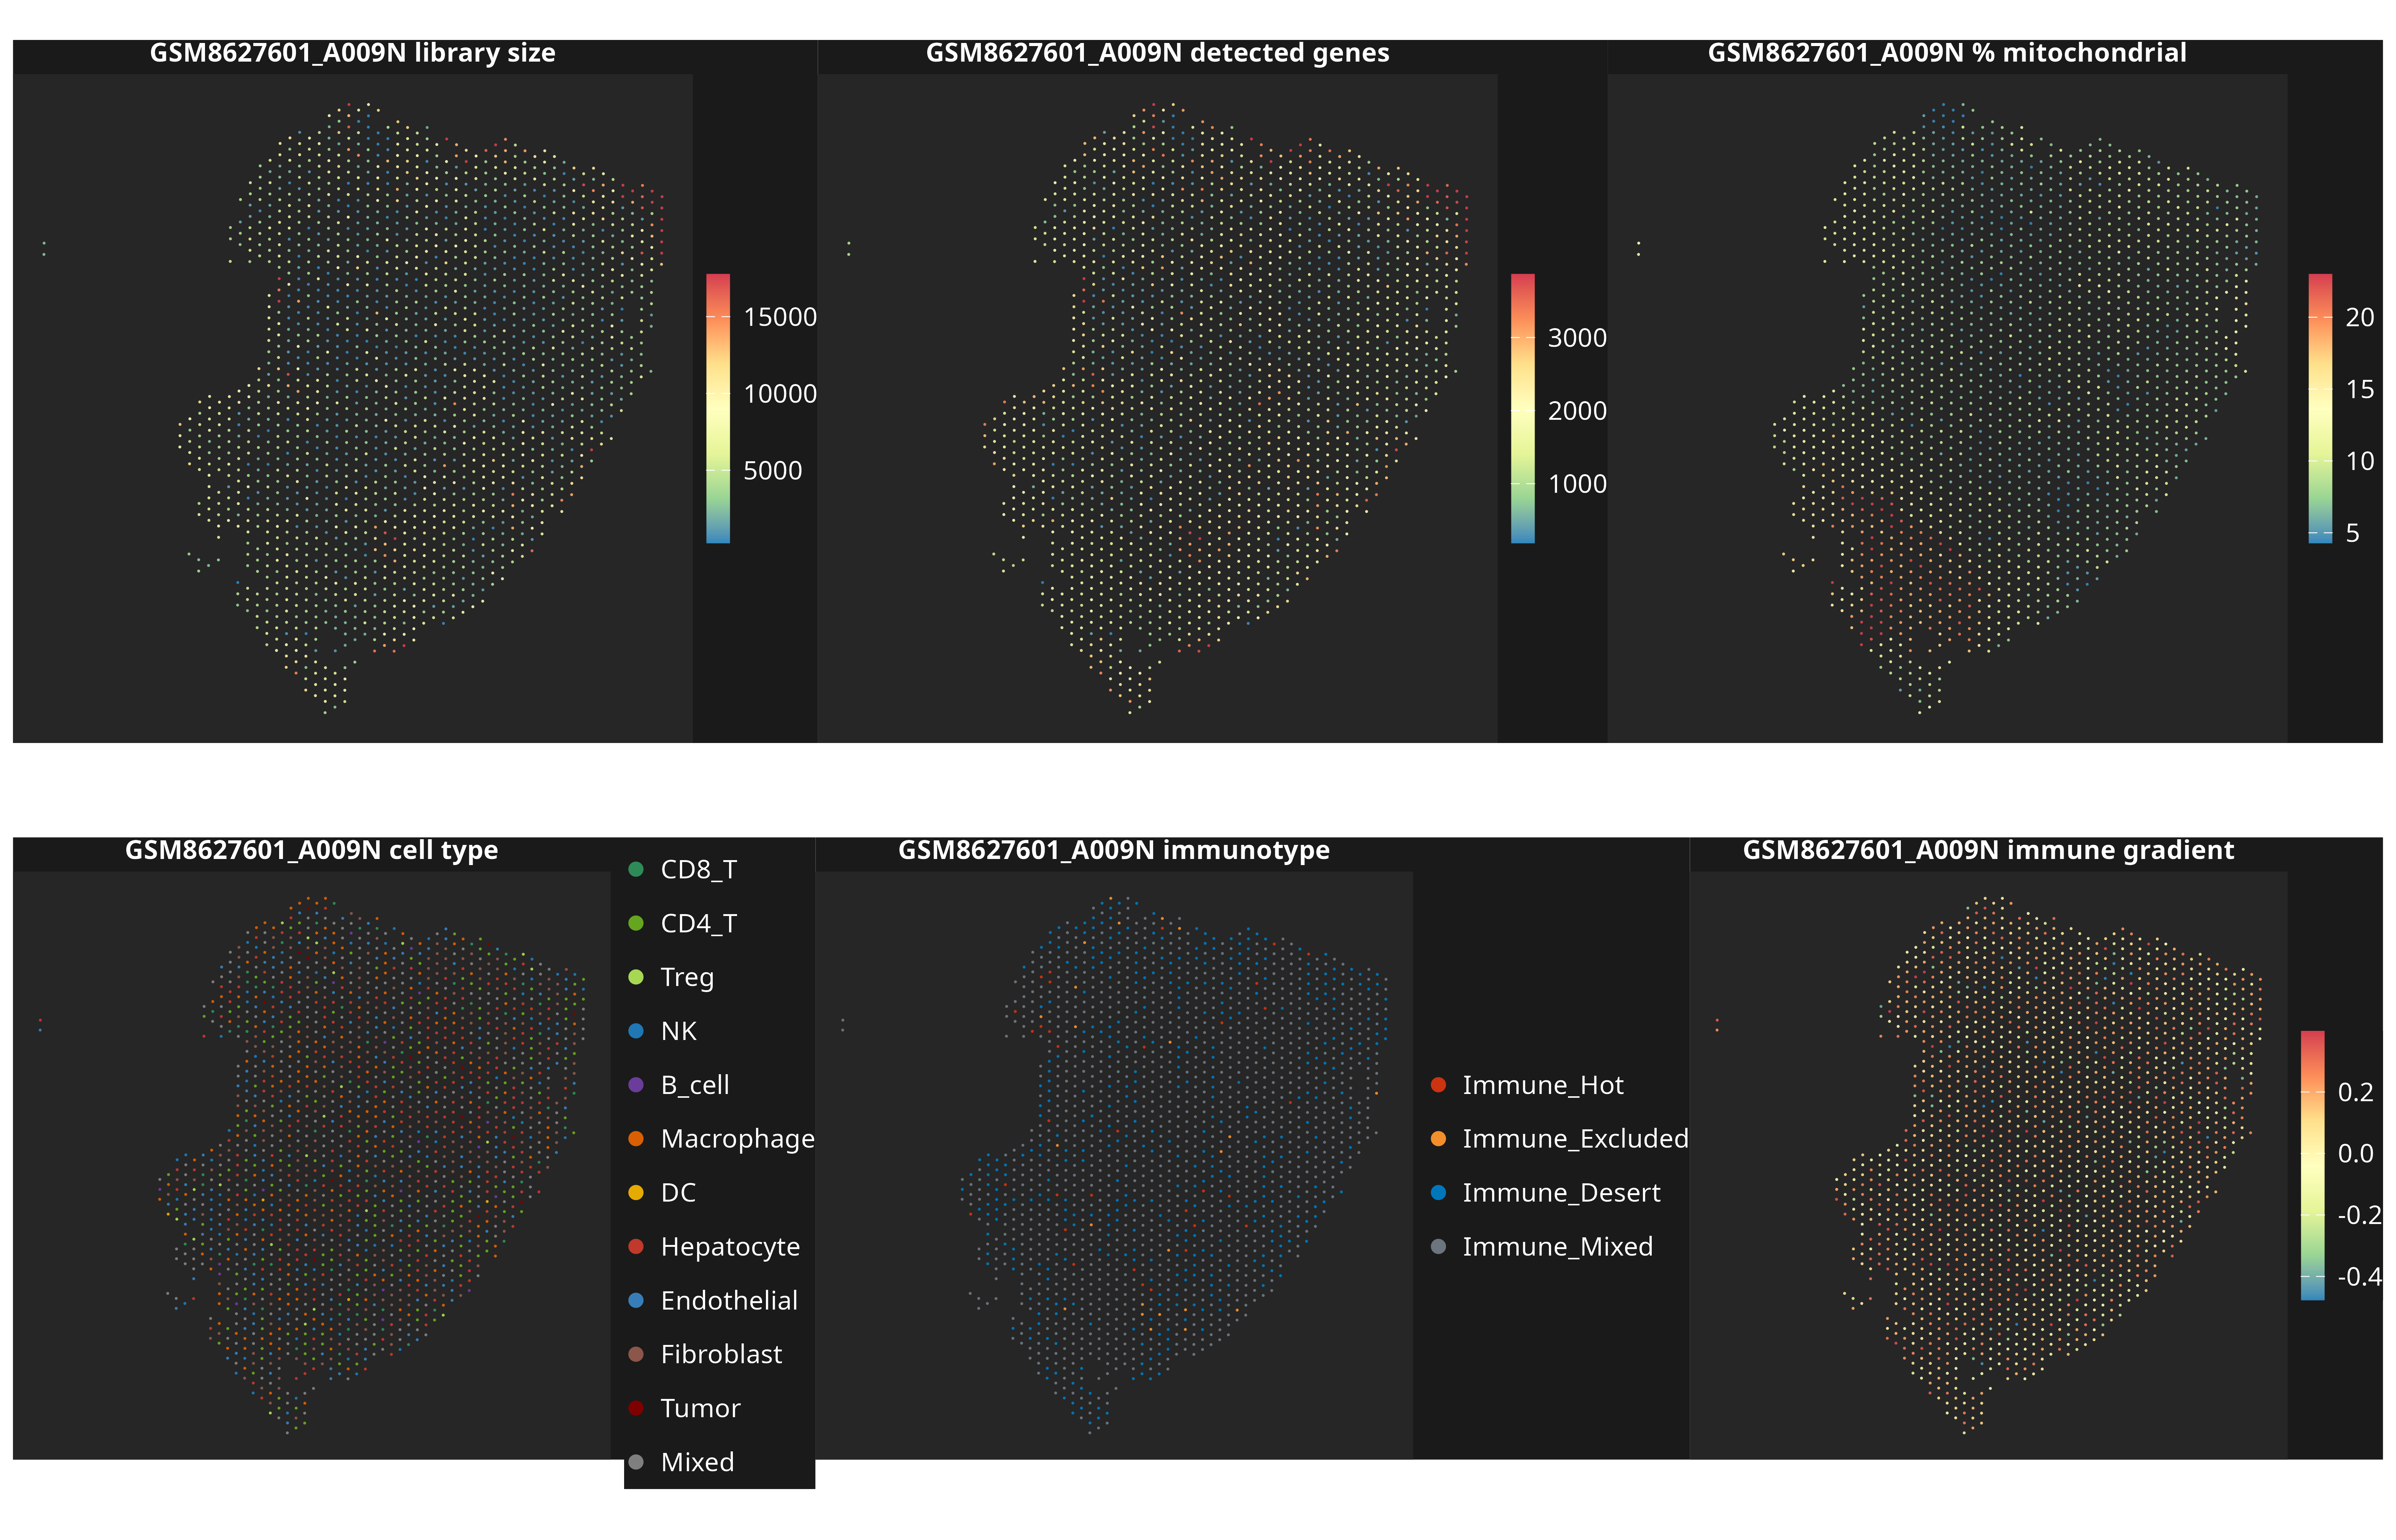 GSM8627601_A009N library size
15000
10000
5000
GSM8627601_A009N detected genes
3000
2000
1000
GSM8627601_A009N % mitochondrial
20
15
10
5
GSM8627601_A009N cell type
CD8_T
CD4_T
Treg
NK
B_cell
Macrophage
DC
Hepatocyte
Endothelial
Fibroblast
Tumor
Mixed
GSM8627601_A009N immunotype
Immune_Hot
Immune_Excluded
Immune_Desert
Immune_Mixed
GSM8627601_A009N immune gradient
0.2
0.0
-0.2
-0.4